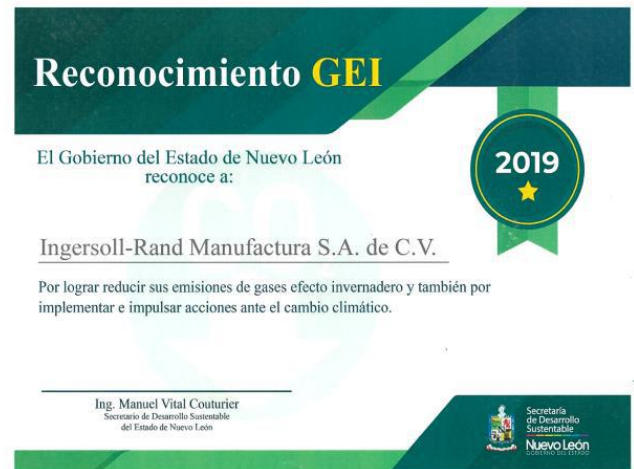 Reconocimiento GEI
El Gobierno del Estado de Nuevo León
reconoce a:
2019
Ingersoll-Rand Manufactura S.A. de C.V.
Por lograr reducir sus emisiones de gases efecto invernadero y también por
implementar e impulsar acciones ante el cambio climático.
Ing. Manuel Vital Couturier
Secretario de Desarrollo Sustentable
del Estado de Nuevo León
Secretaría
de Desarrollo
Sustentable
Nuevo León
GOBIERNO DEL ESTADO